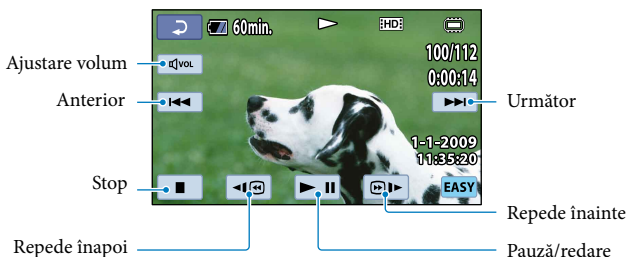 60min.
HD
100/112
Ajustare volum
VOL
0:00:14
Anterior
Următor
1-1-2009
11:35:20
Stop
EASY
Repede înainte
Repede înapoi
Pauză/redare